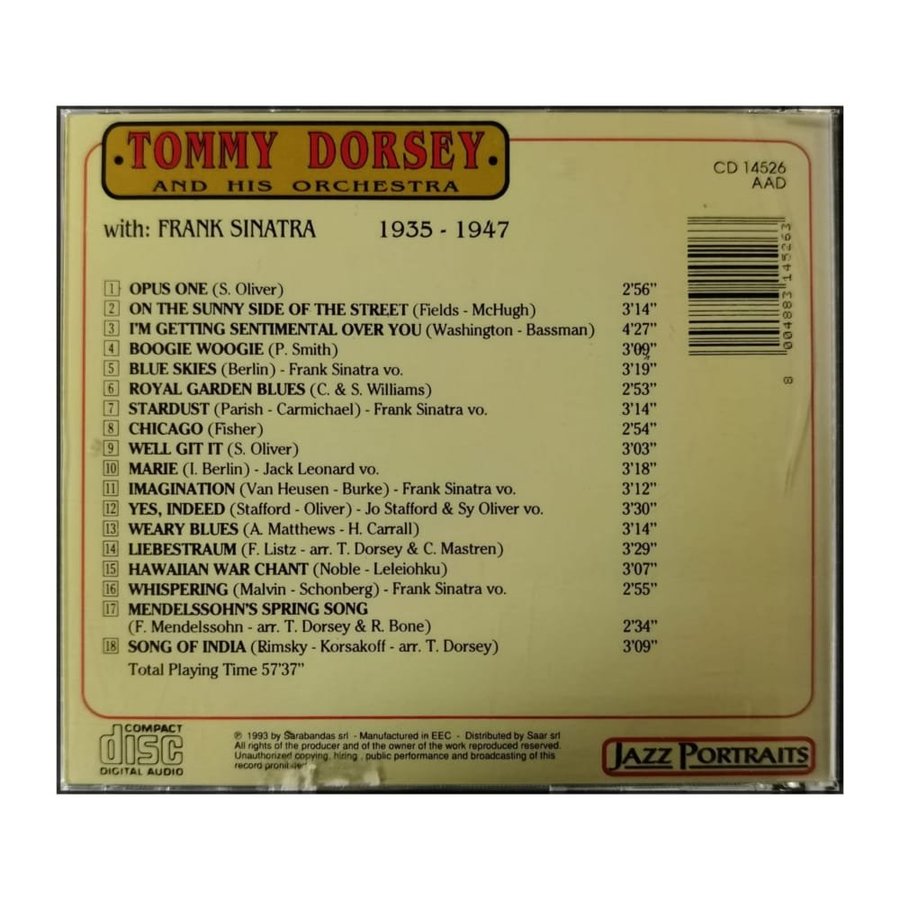 • TOMMY DORSEY •
AND HIS ORCHESTRA
CD 14526
AAD
with: FRANK SINATRA 1935 - 1947
8 004883 145263
1 OPUS ONE (S. Oliver) 2'56"
2 ON THE SUNNY SIDE OF THE STREET (Fields - McHugh) 3'14"
3 I'M GETTING SENTIMENTAL OVER YOU (Washington - Bassman) 4'27"
4 BOOGIE WOOGIE (P. Smith) 3'09"
5 BLUE SKIES (Berlin) - Frank Sinatra vo. 3'19"
6 ROYAL GARDEN BLUES (C. & S. Williams) 2'53"
7 STARDUST (Parish - Carmichael) - Frank Sinatra vo. 3'14"
8 CHICAGO (Fisher) 2'54"
9 WELL GIT IT (S. Oliver) 3'03"
10 MARIE (I. Berlin) - Jack Leonard vo. 3'18"
11 IMAGINATION (Van Heusen - Burke) - Frank Sinatra vo. 3'12"
12 YES, INDEED (Stafford - Oliver) - Jo Stafford & Sy Oliver vo. 3'30"
13 WEARY BLUES (A. Matthews - H. Carrall) 3'14"
14 LIEBESTRAUM (F. Listz - arr. T. Dorsey & C. Mastren) 3'29"
15 HAWAIIAN WAR CHANT (Noble - Leleiohku) 3'07"
16 WHISPERING (Malvin - Schonberg) - Frank Sinatra vo. 2'55"
17 MENDELSSOHN'S SPRING SONG
(F. Mendelssohn - arr. T. Dorsey & R. Bone) 2'34"
18 SONG OF INDIA (Rimsky - Korsakoff - arr. T. Dorsey) 3'09"
Total Playing Time 57'37"
COMPACT
disc
DIGITAL AUDIO
℗ 1993 by Sarabandas srl - Manufactured in EEC - Distributed by Saar srl
All rights of the producer and of the owner of the work reproduced reserved.
Unauthorized copying, hiring , public performance and broadcasting of this
record
JAZZ PORTRAITS